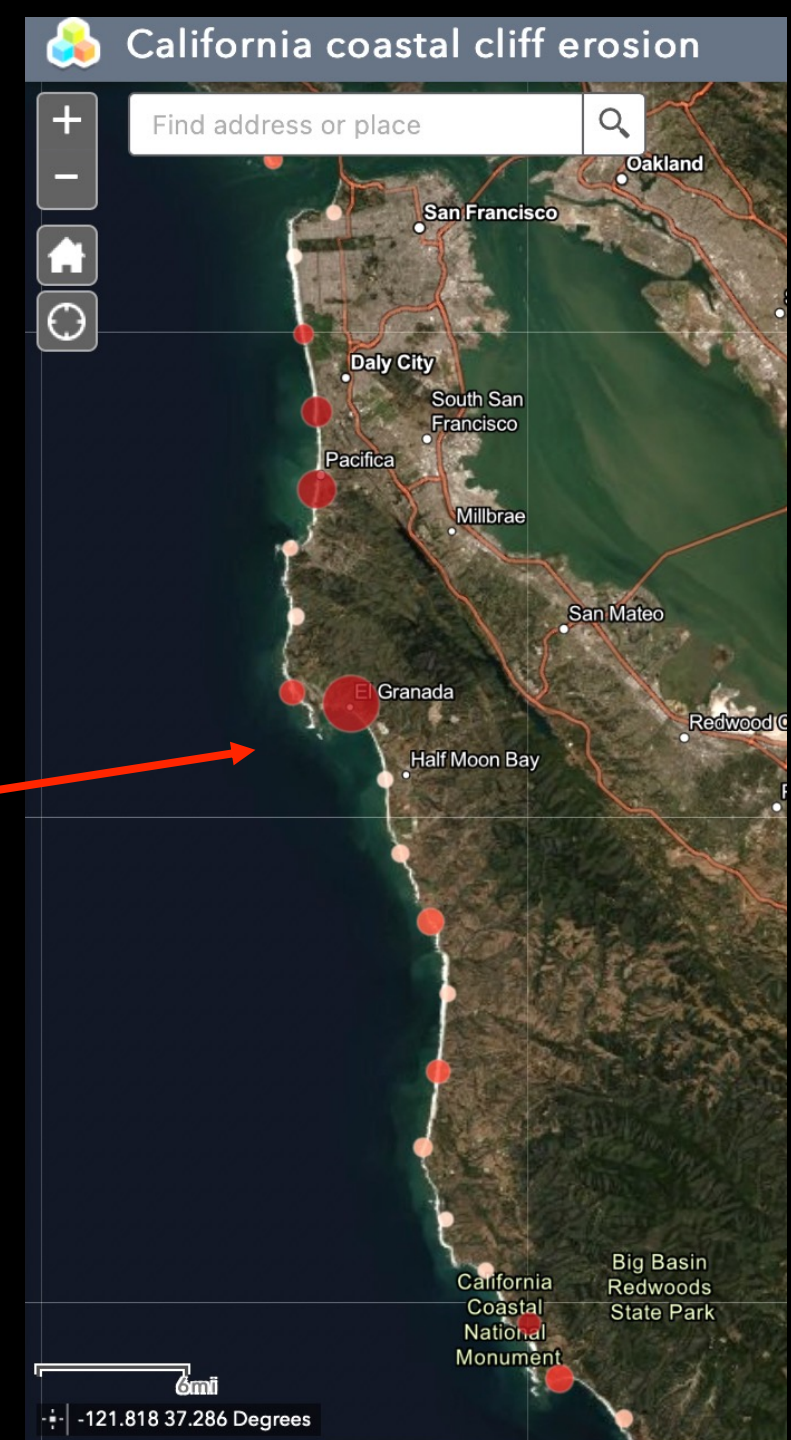 California coastal cliff erosion
+
Find address or place
−
Oakland
San Francisco
Daly City
South San
Francisco
Pacifica
Millbrae
San Mateo
El Granada
Redwood
Half Moon Bay
Big Basin
Redwoods
State Park
California
Coastal
National
Monument
6mi
-121.818 37.286 Degrees